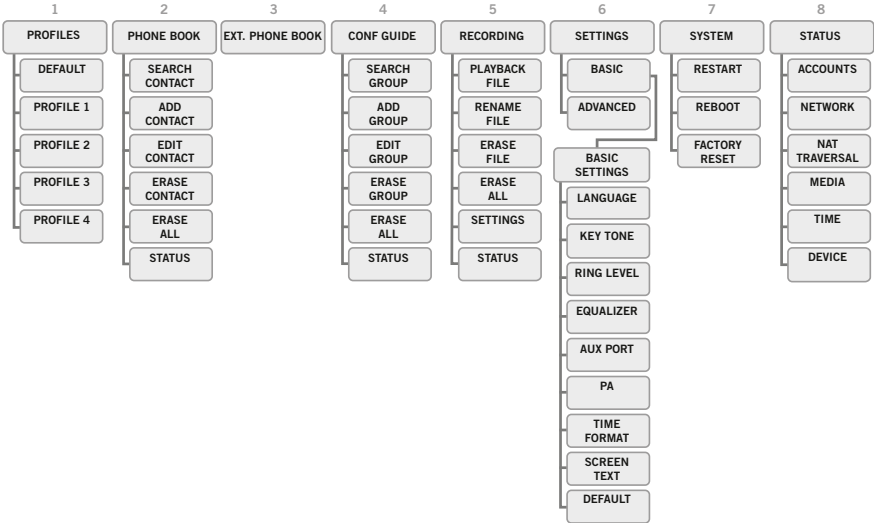 1
2
3
4
5
6
7
8
PROFILES
PHONE BOOK
EXT. PHONE BOOK
CONF GUIDE
RECORDING
SETTINGS
SYSTEM
STATUS
DEFAULT
PROFILE 1
PROFILE 2
PROFILE 3
PROFILE 4
SEARCH
CONTACT
ADD
CONTACT
EDIT
CONTACT
ERASE
CONTACT
ERASE
ALL
STATUS
SEARCH
GROUP
ADD
GROUP
EDIT
GROUP
ERASE
GROUP
ERASE
ALL
STATUS
PLAYBACK
FILE
RENAME
FILE
ERASE
FILE
ERASE
ALL
SETTINGS
STATUS
BASIC
ADVANCED
BASIC
SETTINGS
LANGUAGE
KEY TONE
RING LEVEL
EQUALIZER
AUX PORT
PA
TIME
FORMAT
SCREEN
TEXT
DEFAULT
RESTART
REBOOT
FACTORY
RESET
ACCOUNTS
NETWORK
NAT
TRAVERSAL
MEDIA
TIME
DEVICE